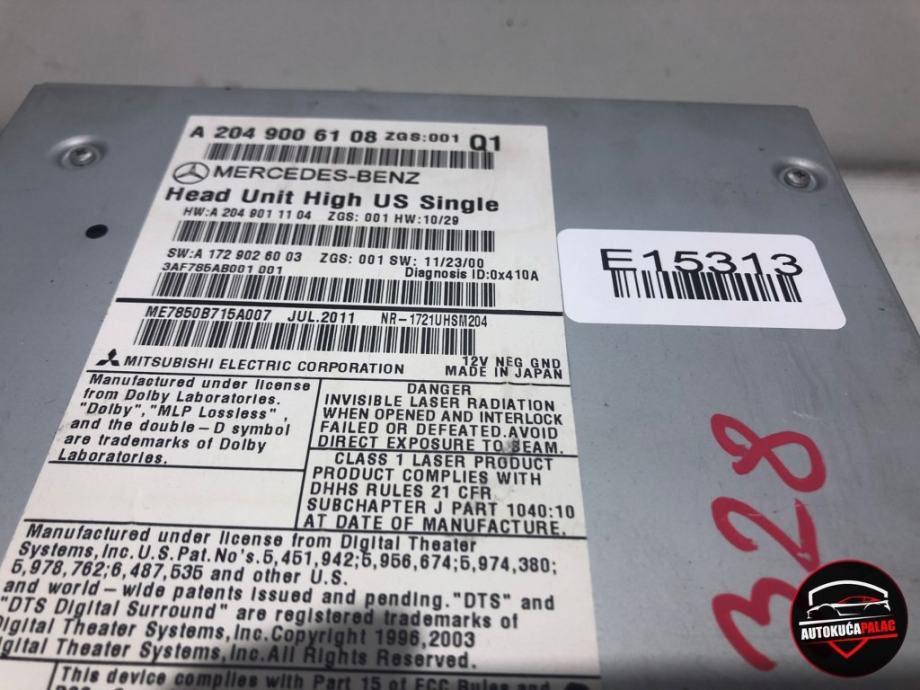 A 204 900 61 08 ZGS:001 Q1
MERCEDES-BENZ
Head Unit High US Single
HW:A 204 901 11 04 ZGS: 001 HW:10/29
SW:A 172 902 60 03 ZGS: 001 SW: 11/23/00
3AF785AB001 001 Diagnosis ID:0x410A
ME7850B715A007 JUL.2011 NR-1721UHSM204
MITSUBISHI ELECTRIC CORPORATION
12V NEG GND
MADE IN JAPAN
Manufactured under license
from Dolby Laboratories.
"Dolby", "MLP Lossless",
and the double-D symbol
are trademarks of Dolby
Laboratories.
DANGER
INVISIBLE LASER RADIATION
WHEN OPENED AND INTERLOCK
FAILED OR DEFEATED.AVOID
DIRECT EXPOSURE TO BEAM.
CLASS 1 LASER PRODUCT
PRODUCT COMPLIES WITH
DHHS RULES 21 CFR
SUBCHAPTER J PART 1040:10
AT DATE OF MANUFACTURE.
Manufactured under license from Digital Theater
Systems,Inc.U.S.Pat.No's.5,451,942;5,956,674;5,974,380;
5,978,762;6,487,535 and other U.S.
and world-wide patents issued and pending."DTS" and
"DTS Digital Surround" are registered trademarks of
Digital Theater Systems,Inc.Copyright 1996,2003
Digital Theater Systems,Inc.All Rights Reserved.
This device complies with Part 15 of FCC Rules and
E15313
328
AUTOKUĆA PALAC